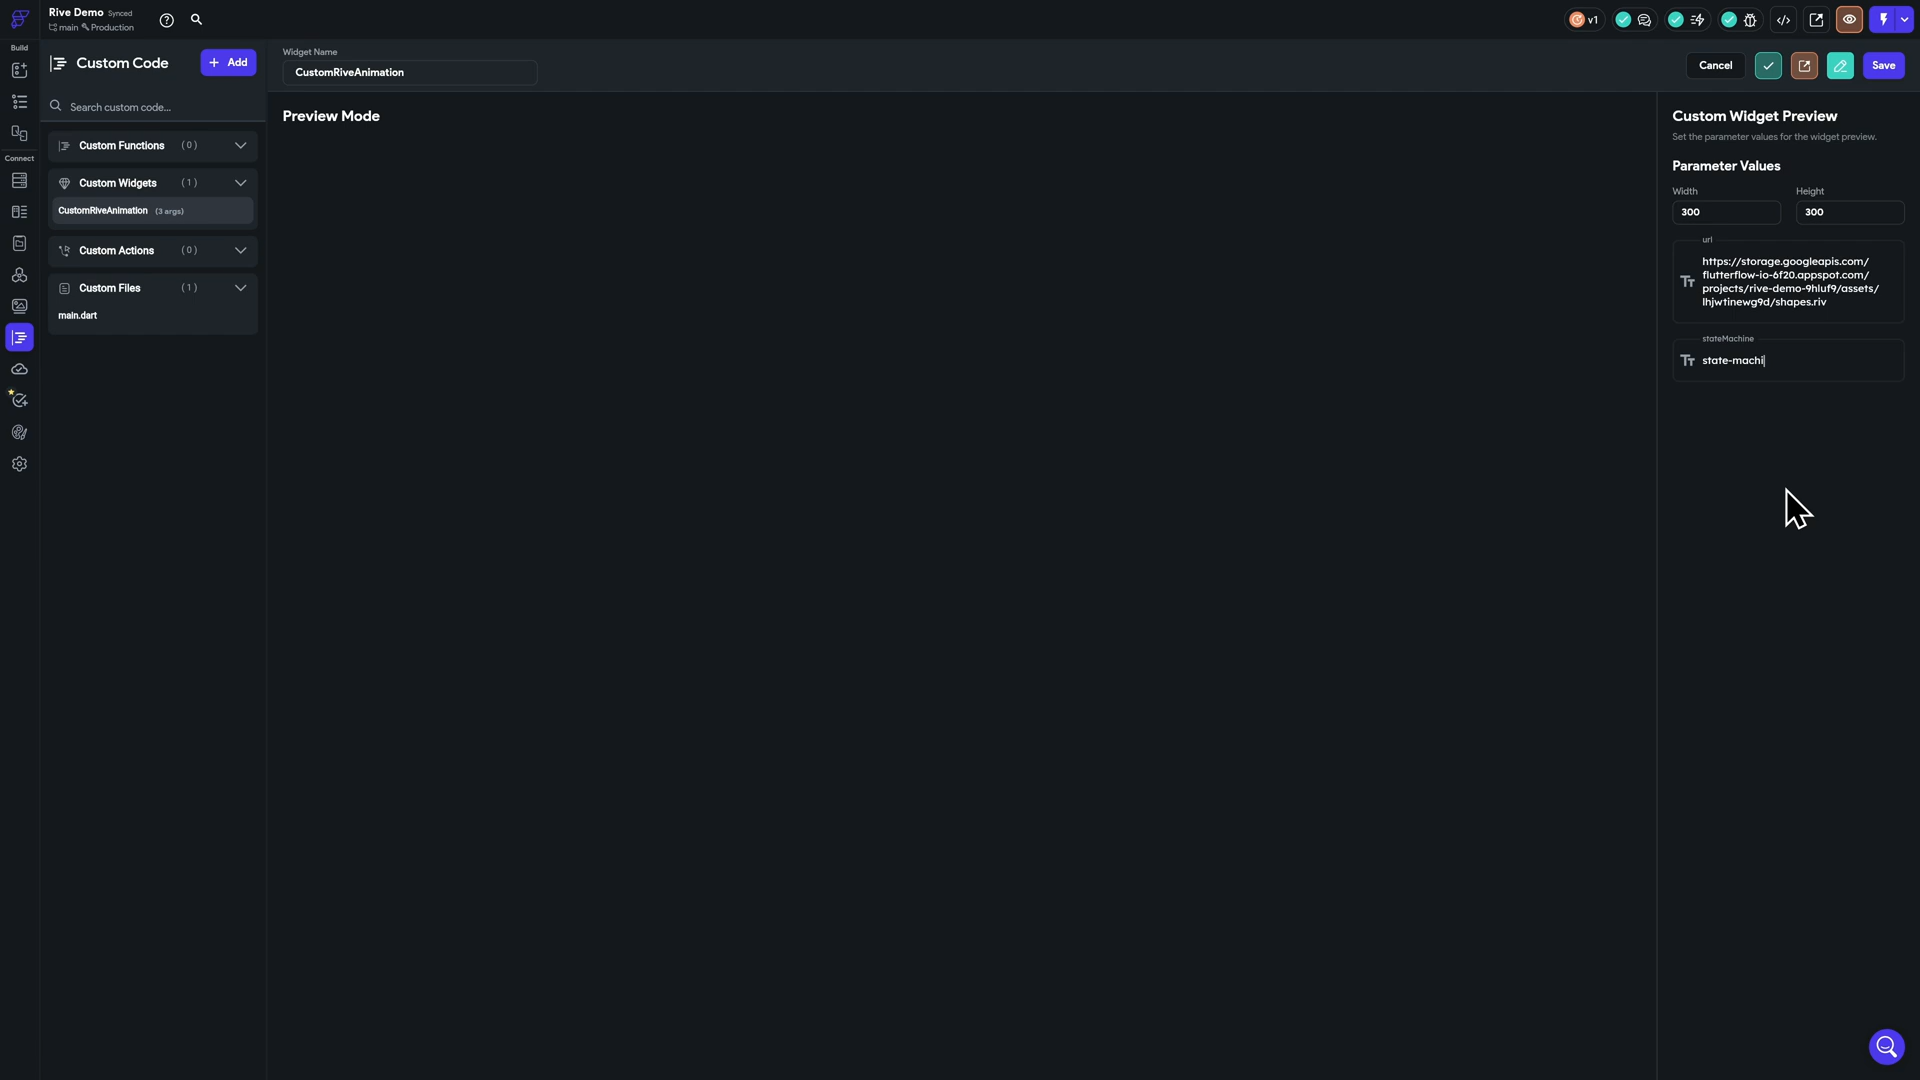 Rive Demo Synced
main Production
v1
Build
Connect
Custom Code
+ Add
Search custom code...
Custom Functions (0)
Custom Widgets (1)
CustomRiveAnimation (3 args)
Custom Actions (0)
Custom Files (1)
main.dart
Widget Name
CustomRiveAnimation
Cancel
Save
Preview Mode
Custom Widget Preview
Set the parameter values for the widget preview.
Parameter Values
Width
Height
300
300
url
https://storage.googleapis.com/
flutterflow-io-6f20.appspot.com/
projects/rive-demo-9hluf9/assets/
lhjwtinewg9d/shapes.riv
stateMachine
state-machi